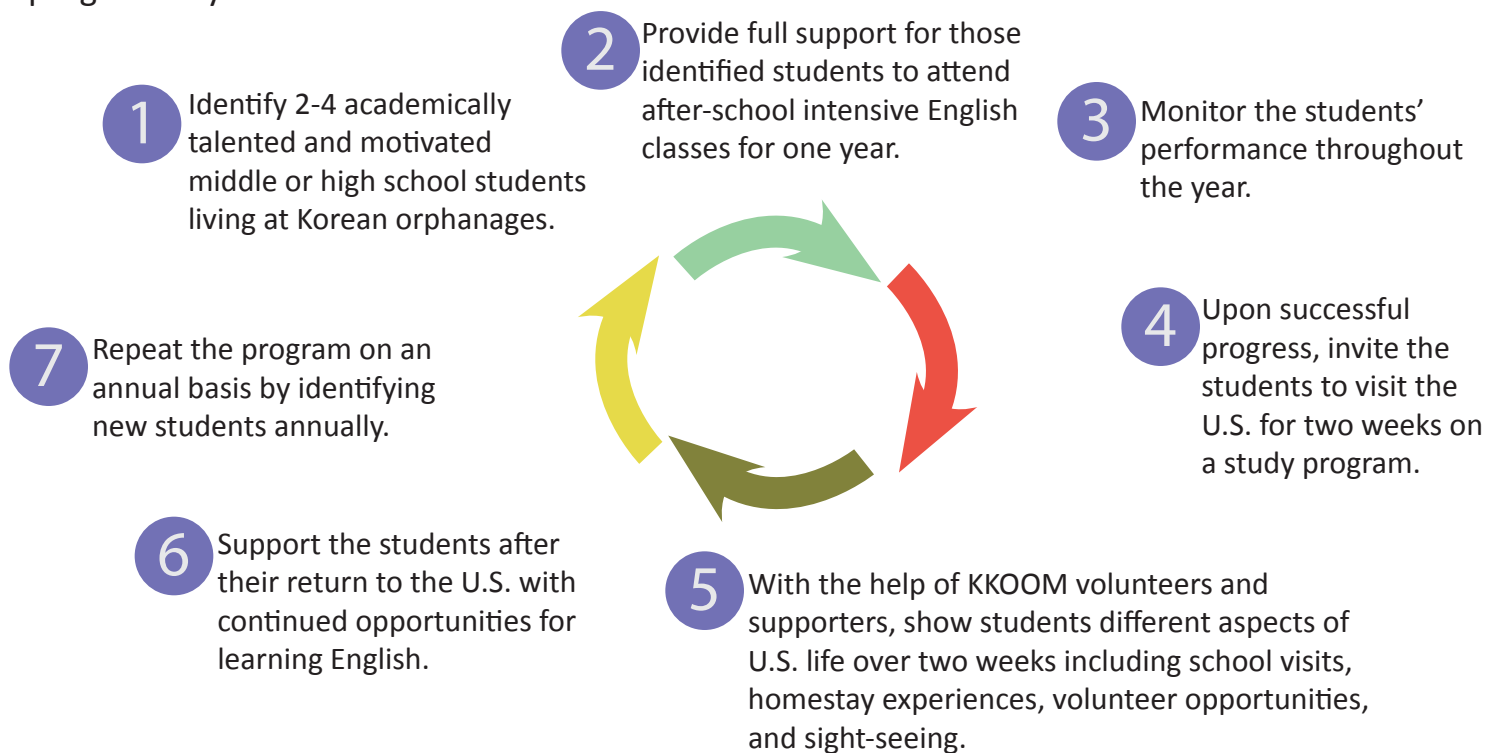 1
Identify 2-4 academically
talented and motivated
middle or high school students
living at Korean orphanages.
2
Provide full support for those
identified students to attend
after-school intensive English
classes for one year.
3
Monitor the students’
performance throughout
the year.
4
Upon successful
progress, invite the
students to visit the
U.S. for two weeks on
a study program.
5
With the help of KKOOM volunteers and
supporters, show students different aspects of
U.S. life over two weeks including school visits,
homestay experiences, volunteer opportunities,
and sight-seeing.
6
Support the students after
their return to the U.S. with
continued opportunities for
learning English.
7
Repeat the program on an
annual basis by identifying
new students annually.